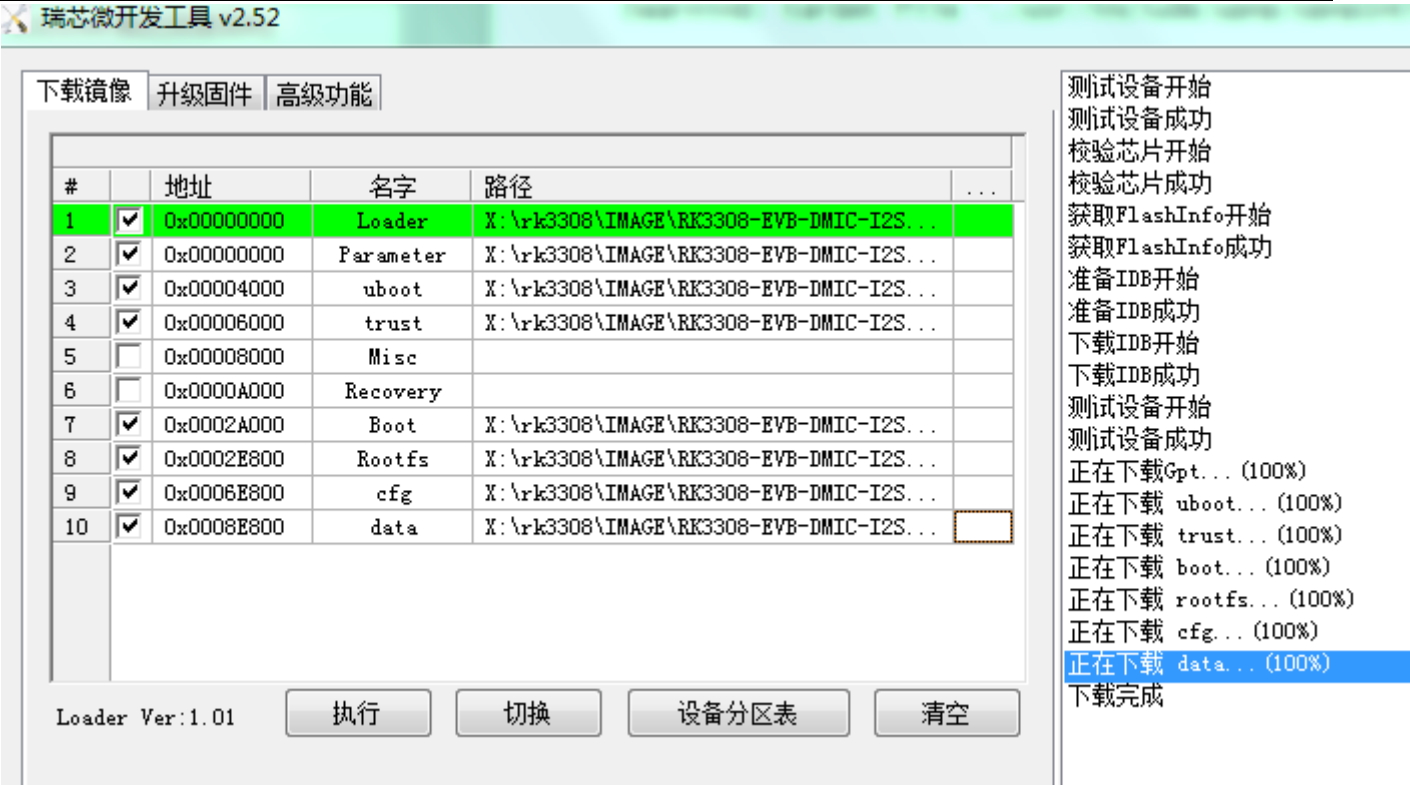 瑞芯微开发工具 v2.52
下载镜像 升级固件 高级功能
# 地址 名字 路径 ...
1 0x00000000 Loader X:\rk3308\IMAGE\RK3308-EVB-DMIC-I2S...
2 0x00000000 Parameter X:\rk3308\IMAGE\RK3308-EVB-DMIC-I2S...
3 0x00004000 uboot X:\rk3308\IMAGE\RK3308-EVB-DMIC-I2S...
4 0x00006000 trust X:\rk3308\IMAGE\RK3308-EVB-DMIC-I2S...
5 0x00008000 Misc
6 0x0000A000 Recovery
7 0x0002A000 Boot X:\rk3308\IMAGE\RK3308-EVB-DMIC-I2S...
8 0x0002E800 Rootfs X:\rk3308\IMAGE\RK3308-EVB-DMIC-I2S...
9 0x0006E800 cfg X:\rk3308\IMAGE\RK3308-EVB-DMIC-I2S...
10 0x0008E800 data X:\rk3308\IMAGE\RK3308-EVB-DMIC-I2S...
Loader Ver:1.01 执行 切换 设备分区表 清空
测试设备开始
测试设备成功
校验芯片开始
校验芯片成功
获取FlashInfo开始
获取FlashInfo成功
准备IDB开始
准备IDB成功
下载IDB开始
下载IDB成功
测试设备开始
测试设备成功
正在下载Gpt...(100%)
正在下载 uboot...(100%)
正在下载 trust...(100%)
正在下载 boot...(100%)
正在下载 rootfs...(100%)
正在下载 cfg...(100%)
正在下载 data...(100%)
下载完成